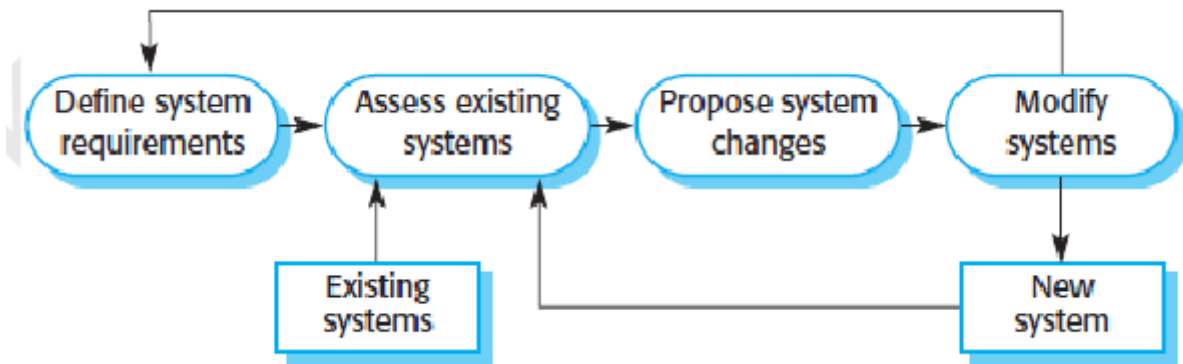 Define system
requirements
Assess existing
systems
Propose system
changes
Modify
systems
Existing
systems
New
system